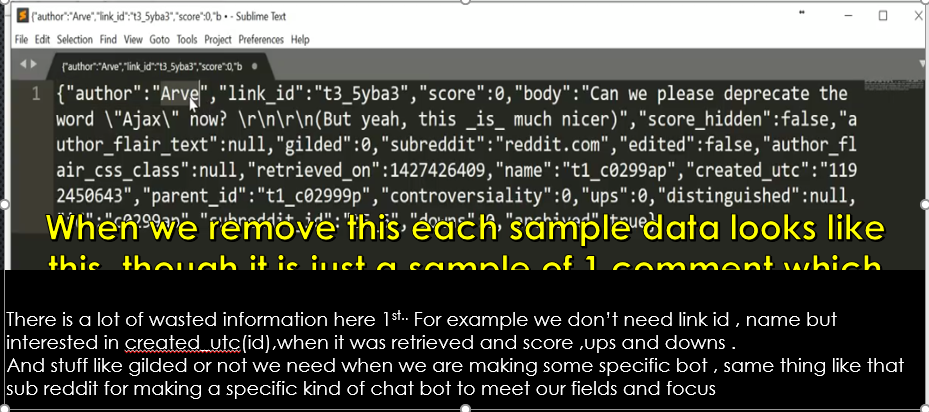 {"author":"Arve","link_id":"t3_5yba3","score":0,"b • - Sublime Text
File Edit Selection Find View Goto Tools Project Preferences Help
{"author":"Arve","link_id":"t3_5yba3","score":0,"b
1 {"author":"Arve","link_id":"t3_5yba3","score":0,"body":"Can we please deprecate the
word \"Ajax\" now? \r\n\r\n(But yeah, this _is_ much nicer)","score_hidden":false,"a
uthor_flair_text":null,"gilded":0,"subreddit":"reddit.com","edited":false,"author_fl
air_css_class":null,"retrieved_on":1427426409,"name":"t1_c0299ap","created_utc":"119
2450643","parent_id":"t1_c02999p","controversiality":0,"ups":0,"distinguished":null,
When we remove this each sample data looks like
this, though it is just a sample of 1 comment which
There is a lot of wasted information here 1st.. For example we don't need link id , name but
interested in created_utc(id),when it was retrieved and score ,ups and downs .
And stuff like gilded or not we need when we are making some specific bot , same thing like that
sub reddit for making a specific kind of chat bot to meet our fields and focus